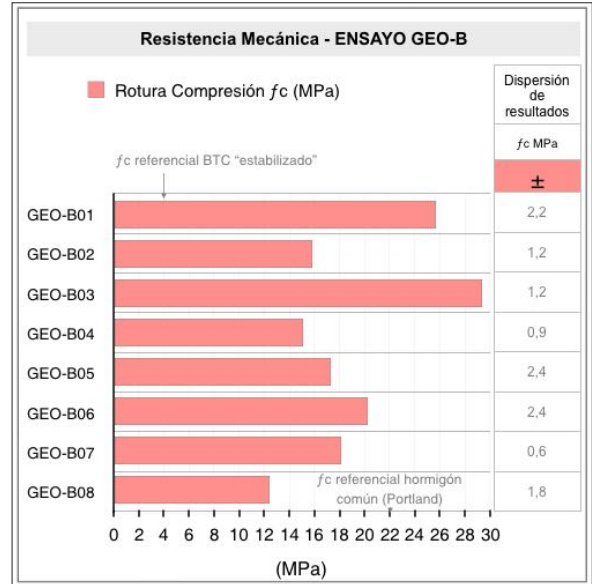 Resistencia Mecánica - ENSAYO GEO-B
Rotura Compresión ƒc (MPa)
Dispersión
de
resultados
ƒc MPa
±
ƒc referencial BTC “estabilizado”
GEO-B01
2,2
GEO-B02
1,2
GEO-B03
1,2
GEO-B04
0,9
GEO-B05
2,4
GEO-B06
2,4
GEO-B07
0,6
GEO-B08
1,8
ƒc referencial hormigón
común (Portland)
0 2 4 6 8 10 12 14 16 18 20 22 24 26 28 30
(MPa)